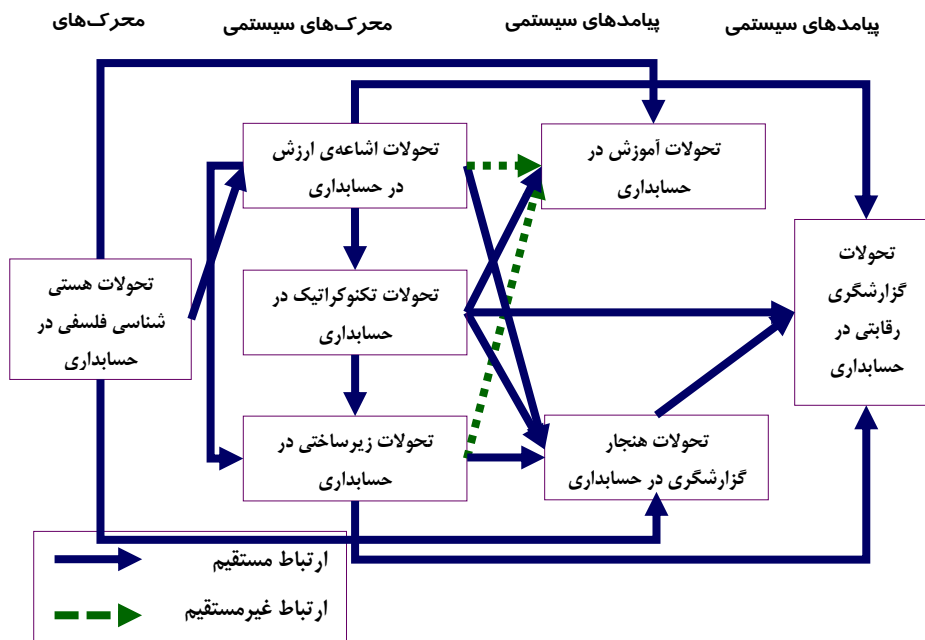 محرک‌های
محرک‌های سیستمی
پیامدهای سیستمی
پیامدهای سیستمی
تحولات هستی
شناسی فلسفی در
حسابداری
تحولات اشاعه‌ی ارزش
در حسابداری
تحولات تکنوکراتیک در
حسابداری
تحولات زیرساختی در
حسابداری
تحولات آموزش در
حسابداری
تحولات هنجار
گزارشگری در حسابداری
تحولات
گزارشگری
رقابتی در
حسابداری
ارتباط مستقیم
ارتباط غیرمستقیم